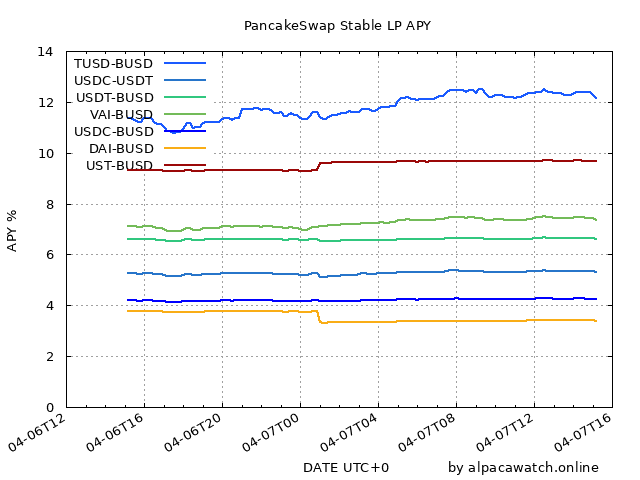 PancakeSwap Stable LP APY
14
12
10
8
6
4
2
0
APY %
TUSD-BUSD
USDC-USDT
USDT-BUSD
VAI-BUSD
USDC-BUSD
DAI-BUSD
UST-BUSD
04-06T12
04-06T16
04-06T20
04-07T00
04-07T04
04-07T08
04-07T12
04-07T16
DATE UTC+0
by alpacawatch.online